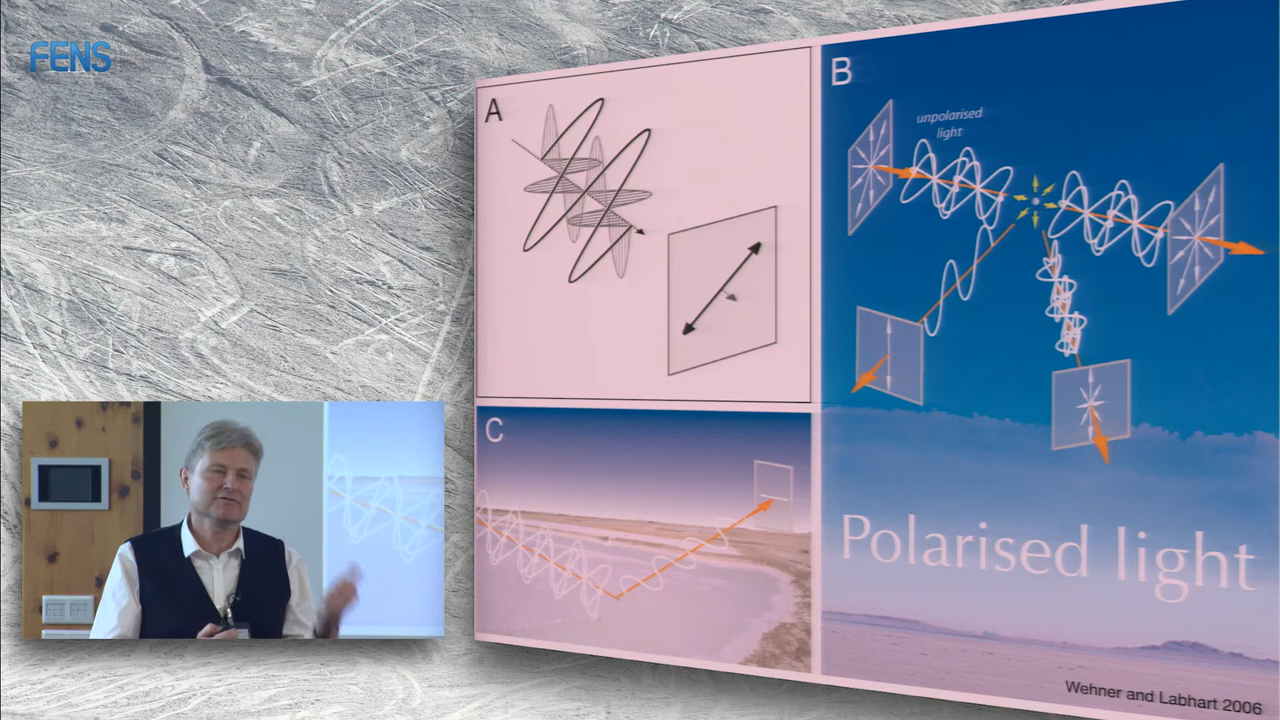 FENS
A
B
unpolarised
light
C
Polarised light
Wehner and Labhart 2006